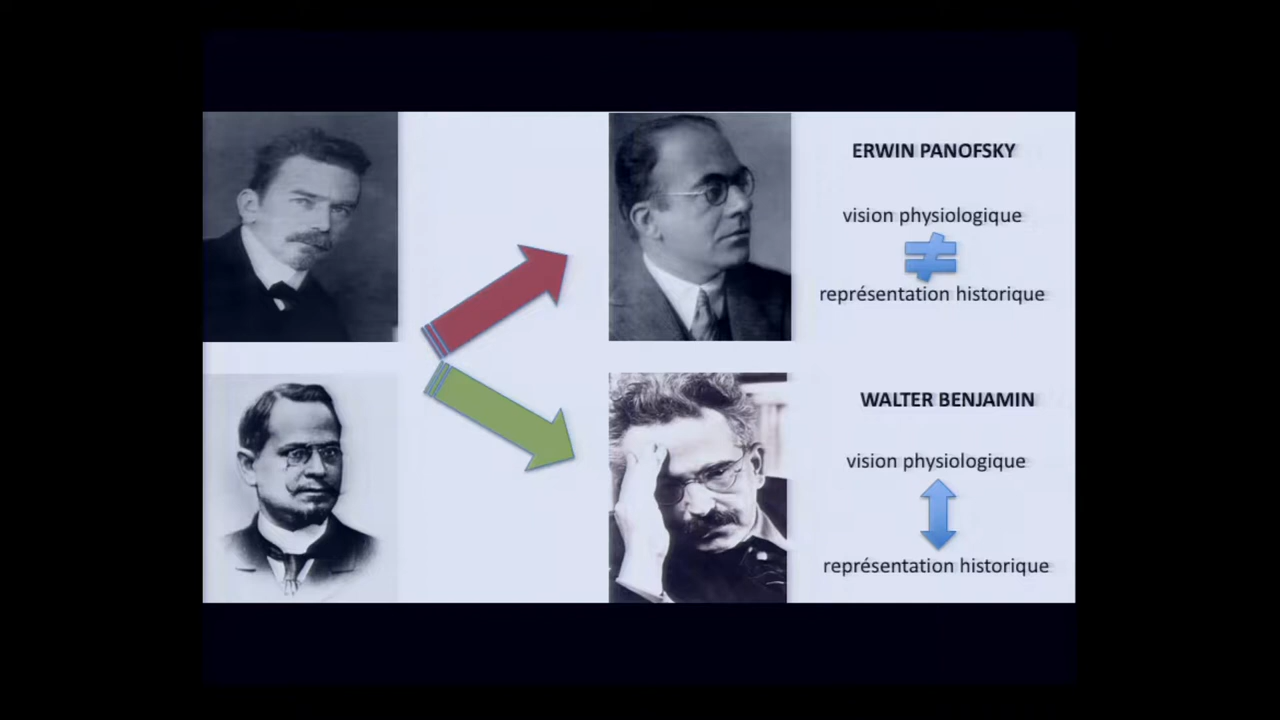 ERWIN PANOFSKY
vision physiologique
≠
représentation historique
WALTER BENJAMIN
vision physiologique
représentation historique